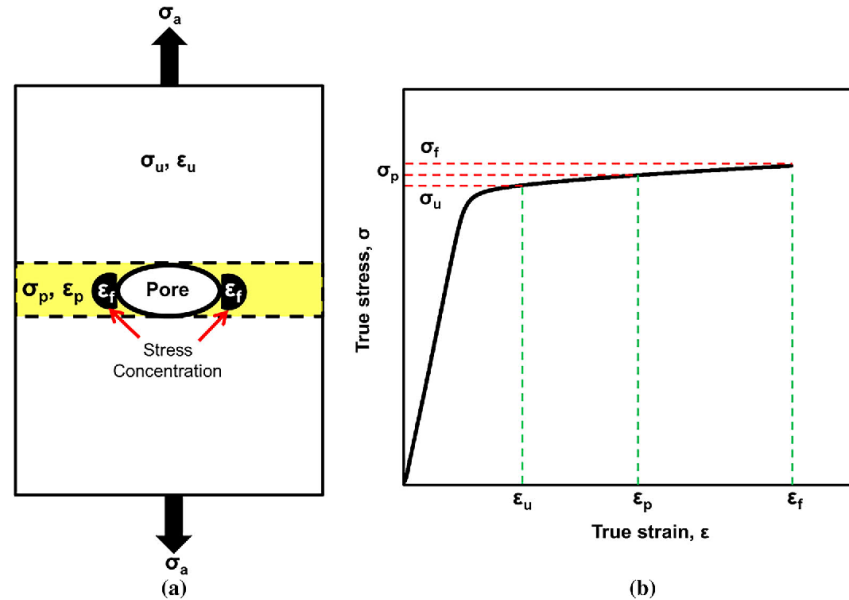 σa
σu, εu
σp, εp
εf
Pore
εf
Stress
Concentration
σa
(a)
True stress, σ
σf
σp
σu
εu
εp
εf
True strain, ε
(b)